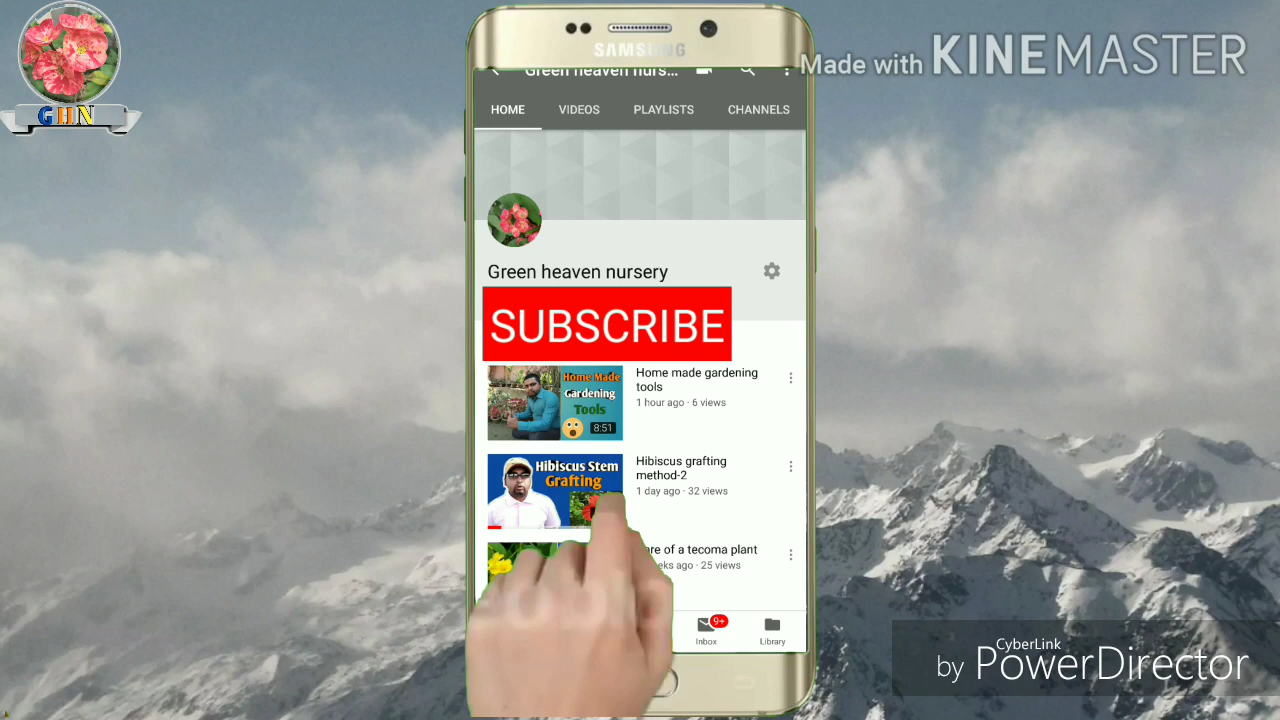 GHN
Made with KINEMASTER
SAMSUNG
Green heaven nurs...
HOME VIDEOS PLAYLISTS CHANNELS
Green heaven nursery
SUBSCRIBE
Home Made
Gardening
Tools
8:51
Home made gardening
tools
1 hour ago · 6 views
Hibiscus Stem
Grafting
Hibiscus grafting
method-2
1 day ago · 32 views
of a tecoma plant
ago · 25 views
9+
Inbox
Library
CyberLink
by PowerDirector